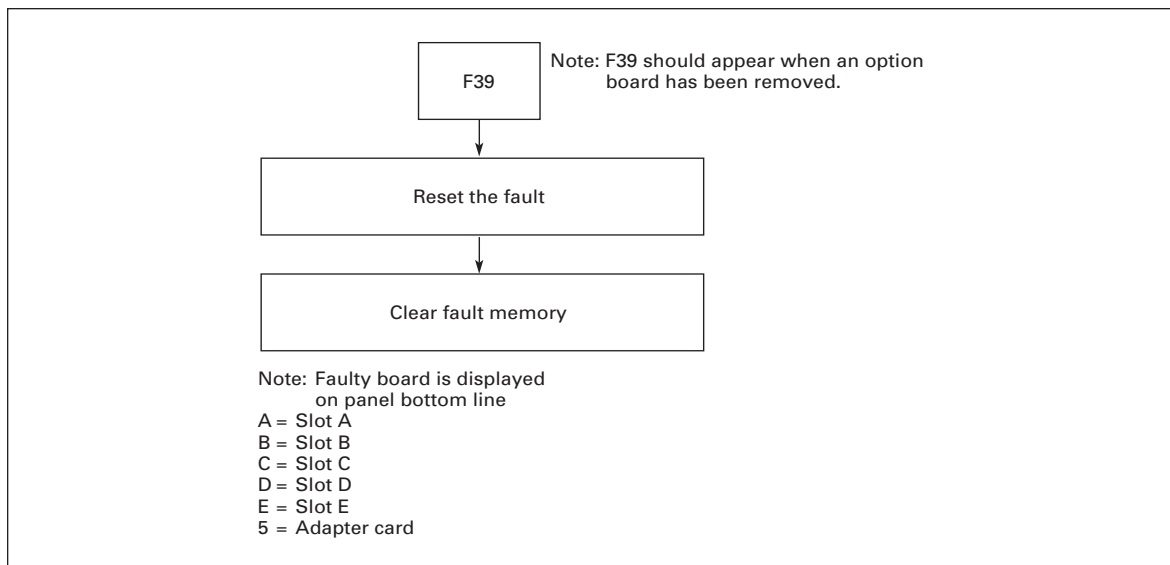 F39
Note: F39 should appear when an option
board has been removed.
Reset the fault
Clear fault memory
Note: Faulty board is displayed
on panel bottom line
A = Slot A
B = Slot B
C = Slot C
D = Slot D
E = Slot E
5 = Adapter card